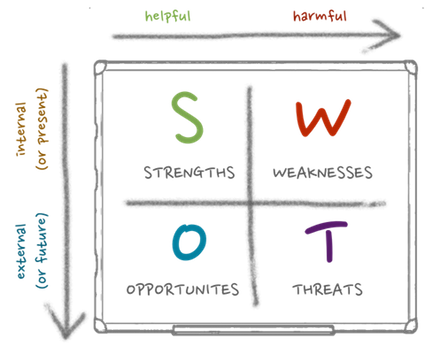 helpful harmful
internal
(or present)
S W
STRENGTHS WEAKNESSES
external
(or future)
O T
OPPORTUNITES THREATS